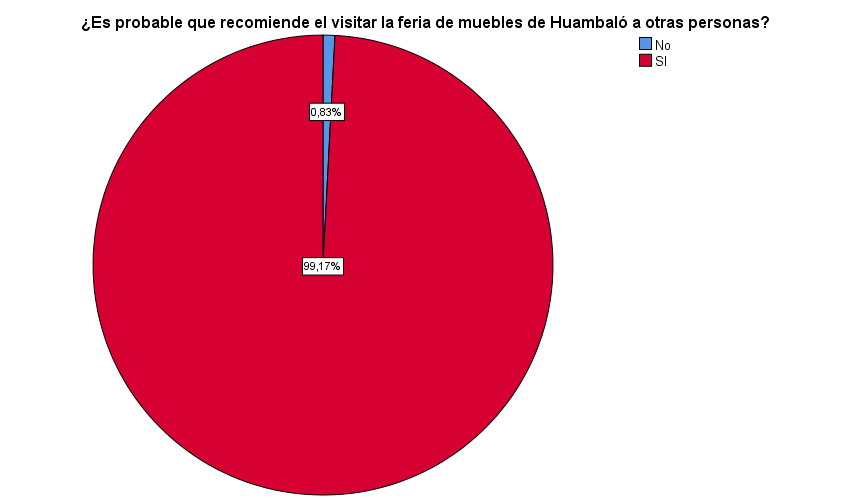 ¿Es probable que recomiende el visitar la feria de muebles de Huambaló a otras personas?
No
SI
0,83%
99,17%